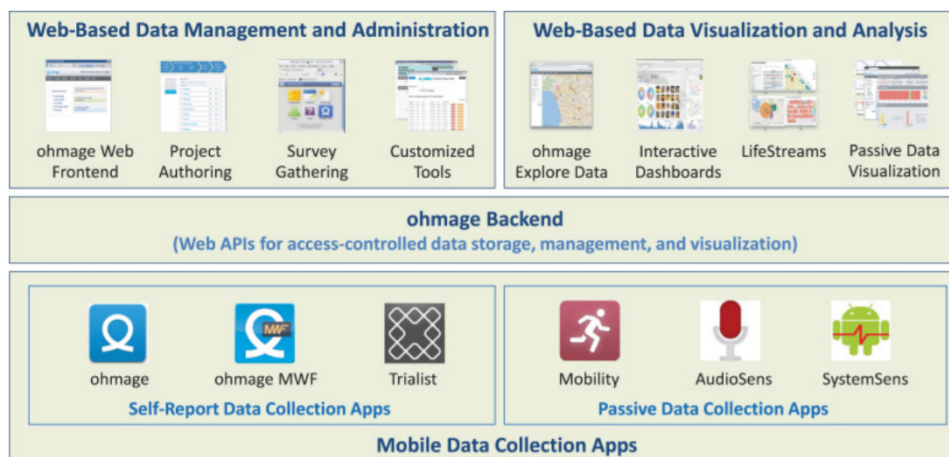 Web-Based Data Management and Administration
ohmage Web
Frontend
Project
Authoring
Survey
Gathering
Customized
Tools
Web-Based Data Visualization and Analysis
ohmage
Explore Data
Interactive
Dashboards
LifeStreams
Passive Data
Visualization
ohmage Backend
(Web APIs for access-controlled data storage, management, and visualization)
ohmage
MWF
ohmage MWF
Trialist
Self-Report Data Collection Apps
Mobility
AudioSens
SystemSens
Passive Data Collection Apps
Mobile Data Collection Apps